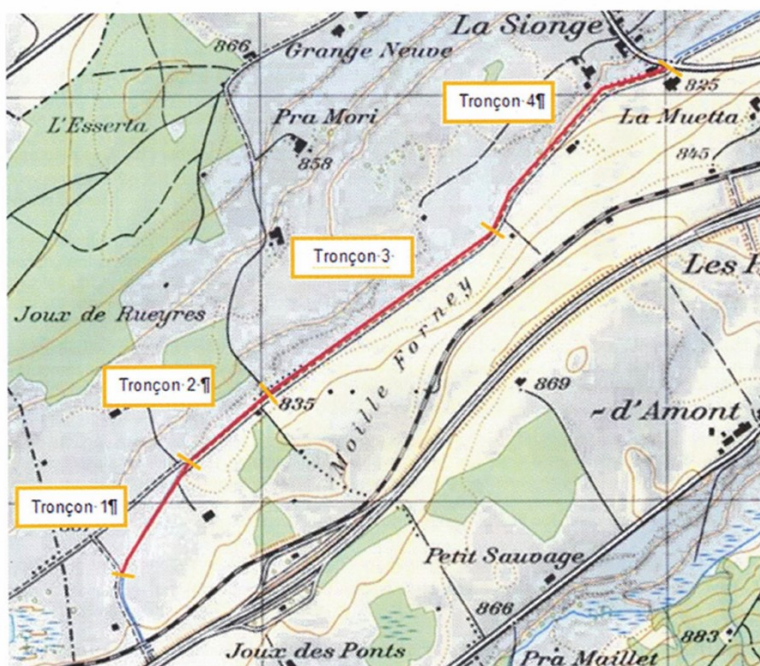 La Sionge
866
Grange Neuve
Tronçon·4¶
825
Pra Mori
L'Esserta
La Muetta
858
845
Tronçon·3·
Les
Joux de Rueyres
Moille Forney
Tronçon·2·¶
835
869
~d'Amont
Tronçon·1¶
Petit Sauvage
866
883
Joux des Ponts
Pra Maillet